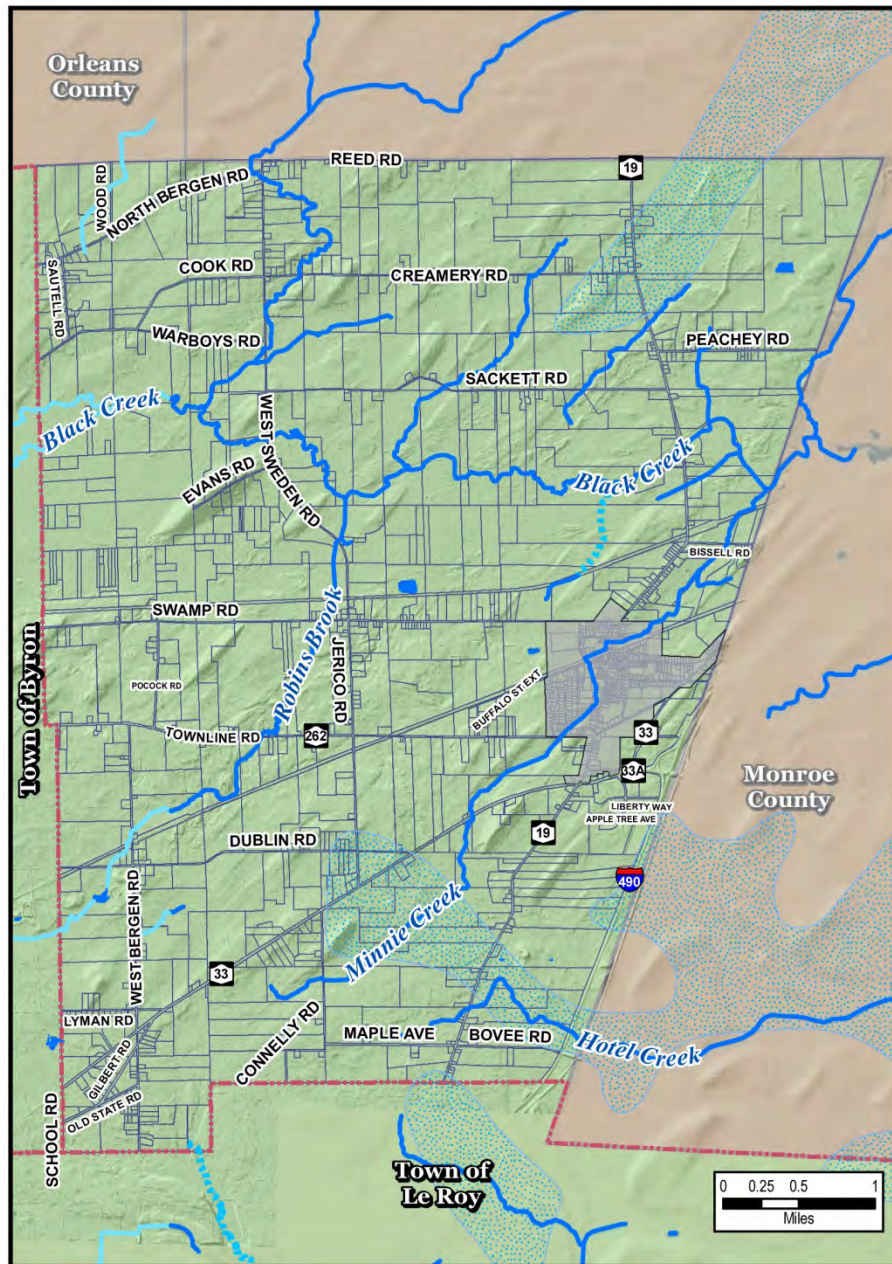 Orleans
County
REED RD
19
WOOD RD
NORTH BERGEN RD
SAUTELL RD
COOK RD
CREAMERY RD
WARBOYS RD
PEACHEY RD
SACKETT RD
Black Creek
WEST SWEDEN RD
EVANS RD
Black Creek
BISSELL RD
SWAMP RD
Robins Brook
JERICO RD
Town of Byron
POCOCK RD
BUFFALO ST EXT
TOWNLINE RD
262
33
33A
Monroe
County
LIBERTY WAY
APPLE TREE AVE
19
DUBLIN RD
490
WEST BERGEN RD
Minnie Creek
33
LYMAN RD
GILBERT RD
CONNELLY RD
MAPLE AVE
BOVEE RD
Hotel Creek
OLD STATE RD
SCHOOL RD
Town of
Le Roy
0 0.25 0.5 1
Miles